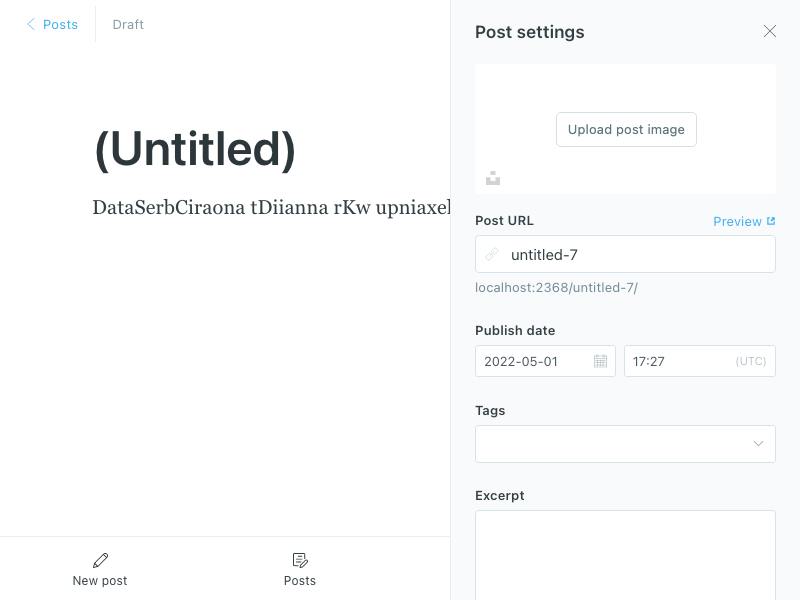 Posts
Draft
Post settings
(Untitled)
Upload post image
DataSerbCiraona tDiianna rKw upniaxel
Post URL
Preview
untitled-7
localhost:2368/untitled-7/
Publish date
2022-05-01
17:27
(UTC)
Tags
Excerpt
New post
Posts